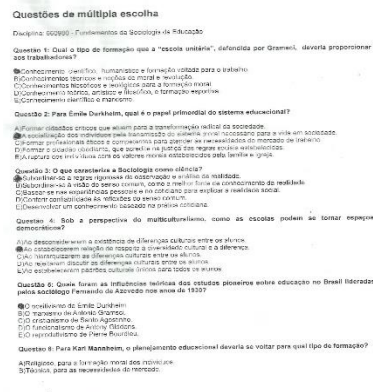 Questões de múltipla escolha
Disciplina: 602990 - Fundamentos da Sociologia da Educação
Questão 1: Qual o tipo de formação que a "escola unitária", defendida por Gramsci, deveria proporcionar
aos trabalhadores?
A)Conhecimento científico, humanístico e formação voltada para o trabalho.
B)Conhecimentos teóricos e noções da moral e revolução.
C)Conhecimentos filosóficos e teológicos para a formação moral.
D)Conhecimento teórico, artístico e filosófico, e formação esportiva.
E)Conhecimento científico e marxismo.
Questão 2: Para Émile Durkheim, qual é o papel primordial do sistema educacional?
A)Formar cidadãos críticos que atuem para a transformação radical da sociedade.
A socialização dos indivíduos pela transmissão do sistema moral necessário para a vida em sociedade.
C)Formar profissionais éticos e competentes para atender às necessidades do mercado de trabalho.
D)Formar o cidadão obediente, que acredite na justiça das regras sociais estabelecidas.
E)A ruptura dos indivíduos com os valores morais estabelecidos pela família e igreja.
Questão 3: O que caracteriza a Sociologia como ciência?
Subordinar-se a regras rigorosas de observação e análise da realidade.
B)Subordinar-se à visão do senso comum, como a melhor fonte de conhecimento da realidade.
C)Basear-se nas experiências pessoais e no cotidiano para explicar a realidade social.
D)Conferir confiabilidade às reflexões do senso comum.
E)Desenvolver um conhecimento baseado na prática cotidiana.
Questão 4: Sob a perspectiva do multiculturalismo, como as escolas podem se tornar espaços
democráticos?
A)Ao desconsiderarem a existência de diferenças culturais entre os alunos.
Ao estabelecerem relação de respeito à diversidade cultural e à diferença.
C)Ao hierarquizarem as diferenças culturais entre os alunos.
D)Ao rejeitarem discutir as diferenças culturais entre os alunos.
E)Ao estabelecerem padrões culturais únicos para todos os alunos.
Questão 5: Quais foram as influências teóricas dos estudos pioneiros sobre educação no Brasil lideradas
pelos sociólogo Fernando de Azevedo nos anos de 1930?
O positivismo de Émile Durkheim
B)O marxismo de Antonio Gramsci.
C)O cristianismo de Santo Agostinho.
D)O funcionalismo de Antony Giddens.
E)O reprodutivismo de Pierre Bourdieu.
Questão 6: Para Karl Mannheim, o planejamento educacional deveria se voltar para qual tipo de formação?
A)Religiosa, para a formação moral dos indivíduos.
B)Técnica, para as necessidades do mercado.